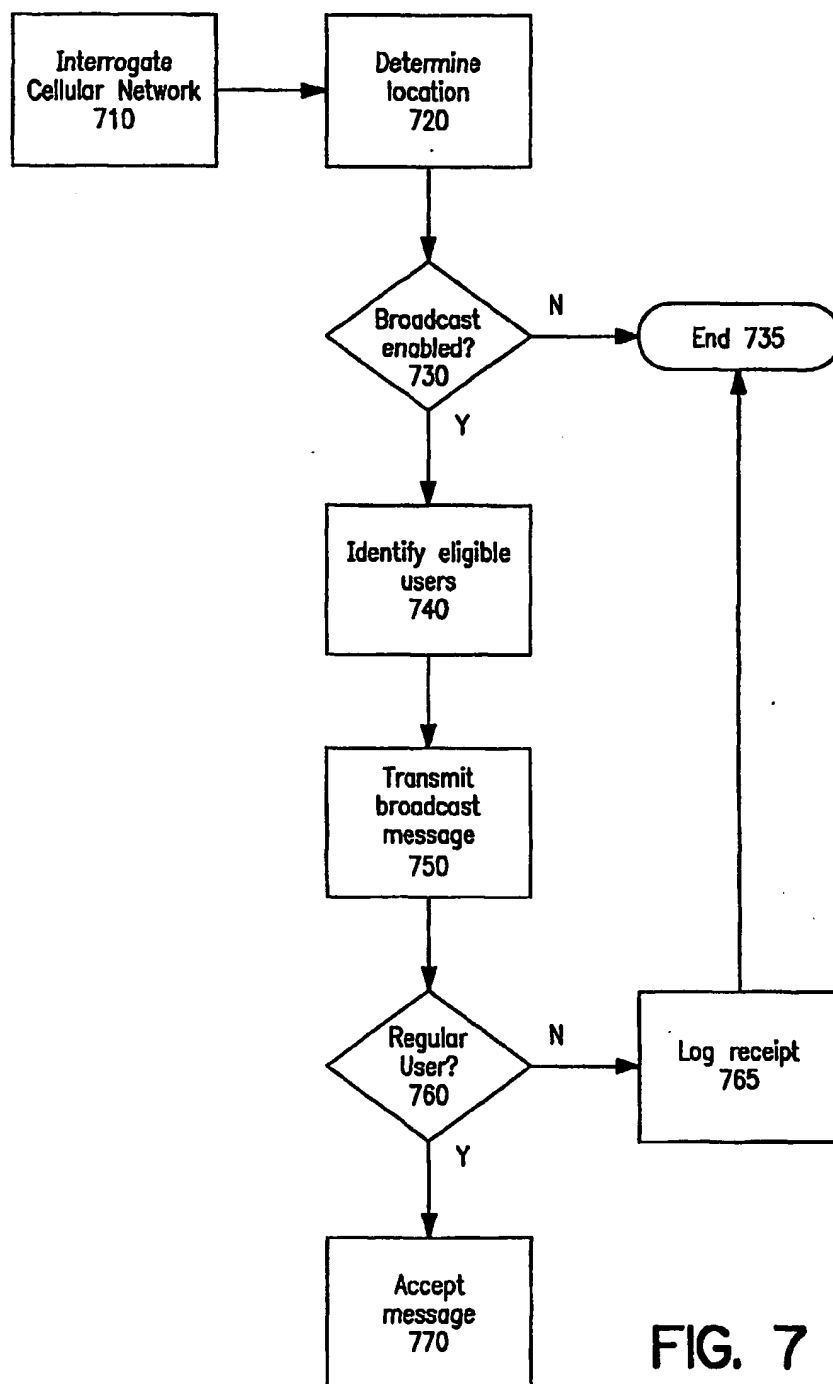 Interrogate
Cellular Network
710
Determine
location
720
Broadcast
enabled?
730
N
End 735
Y
Identify eligible
users
740
Transmit
broadcast
message
750
Regular
User?
760
N
Log receipt
765
Y
Accept
message
770
FIG. 7